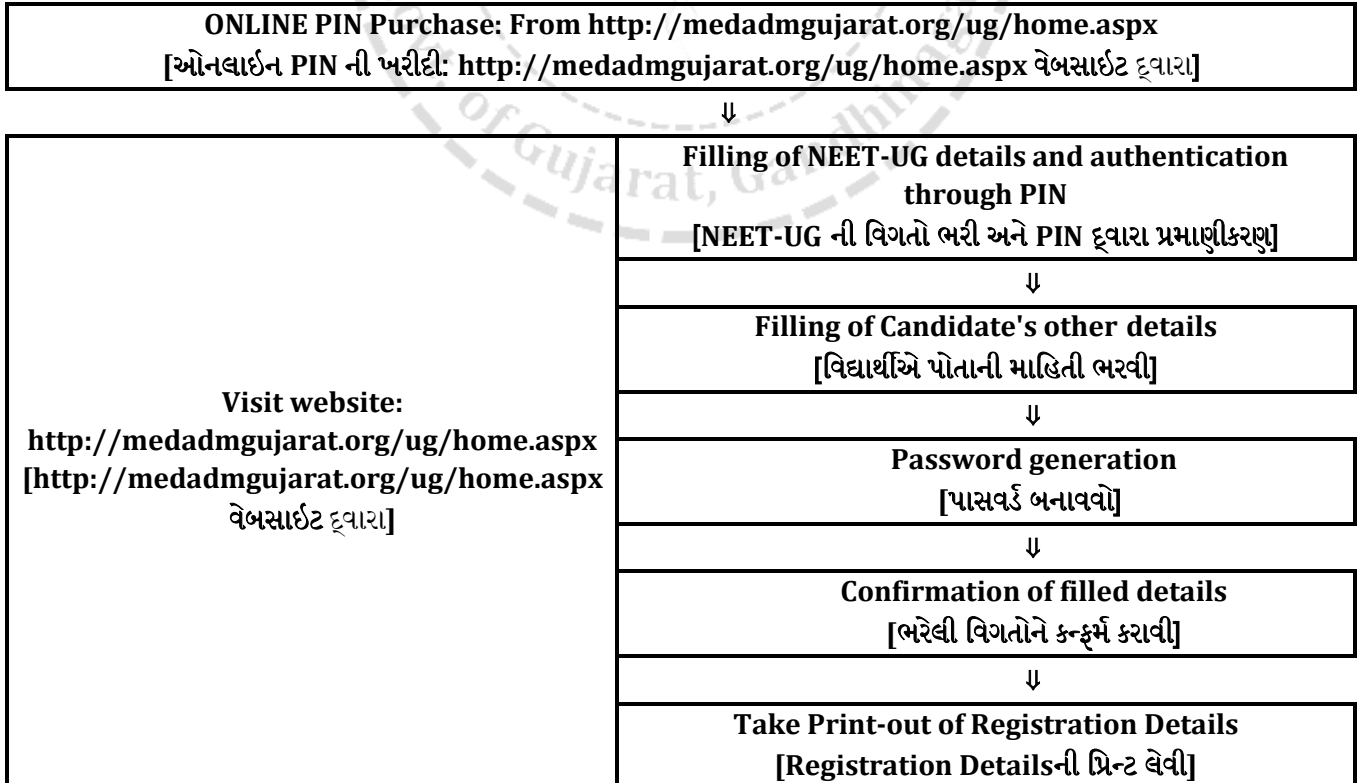 ONLINE PIN Purchase: From http://medadmgujarat.org/ug/home.aspx
[ઓનલાઇન PIN ની ખરીદી: http://medadmgujarat.org/ug/home.aspx વેબસાઈટ દ્વારા]
⇓
Visit website:
http://medadmgujarat.org/ug/home.aspx
[http://medadmgujarat.org/ug/home.aspx
વેબસાઇટ દ્વારા]
Filling of NEET-UG details and authentication
through PIN
[NEET-UG ની વિગતો ભરી અને PIN દ્વારા પ્રમાણીકરણ]
⇓
Filling of Candidate's other details
[વિદ્યાર્થીએ પોતાની માહિતી ભરવી]
⇓
Password generation
[પાસવર્ડ બનાવવો]
⇓
Confirmation of filled details
[ભરેલી વિગતોને કન્ફર્મ કરાવી]
⇓
Take Print-out of Registration Details
[Registration Detailsની પ્રિન્ટ લેવી]